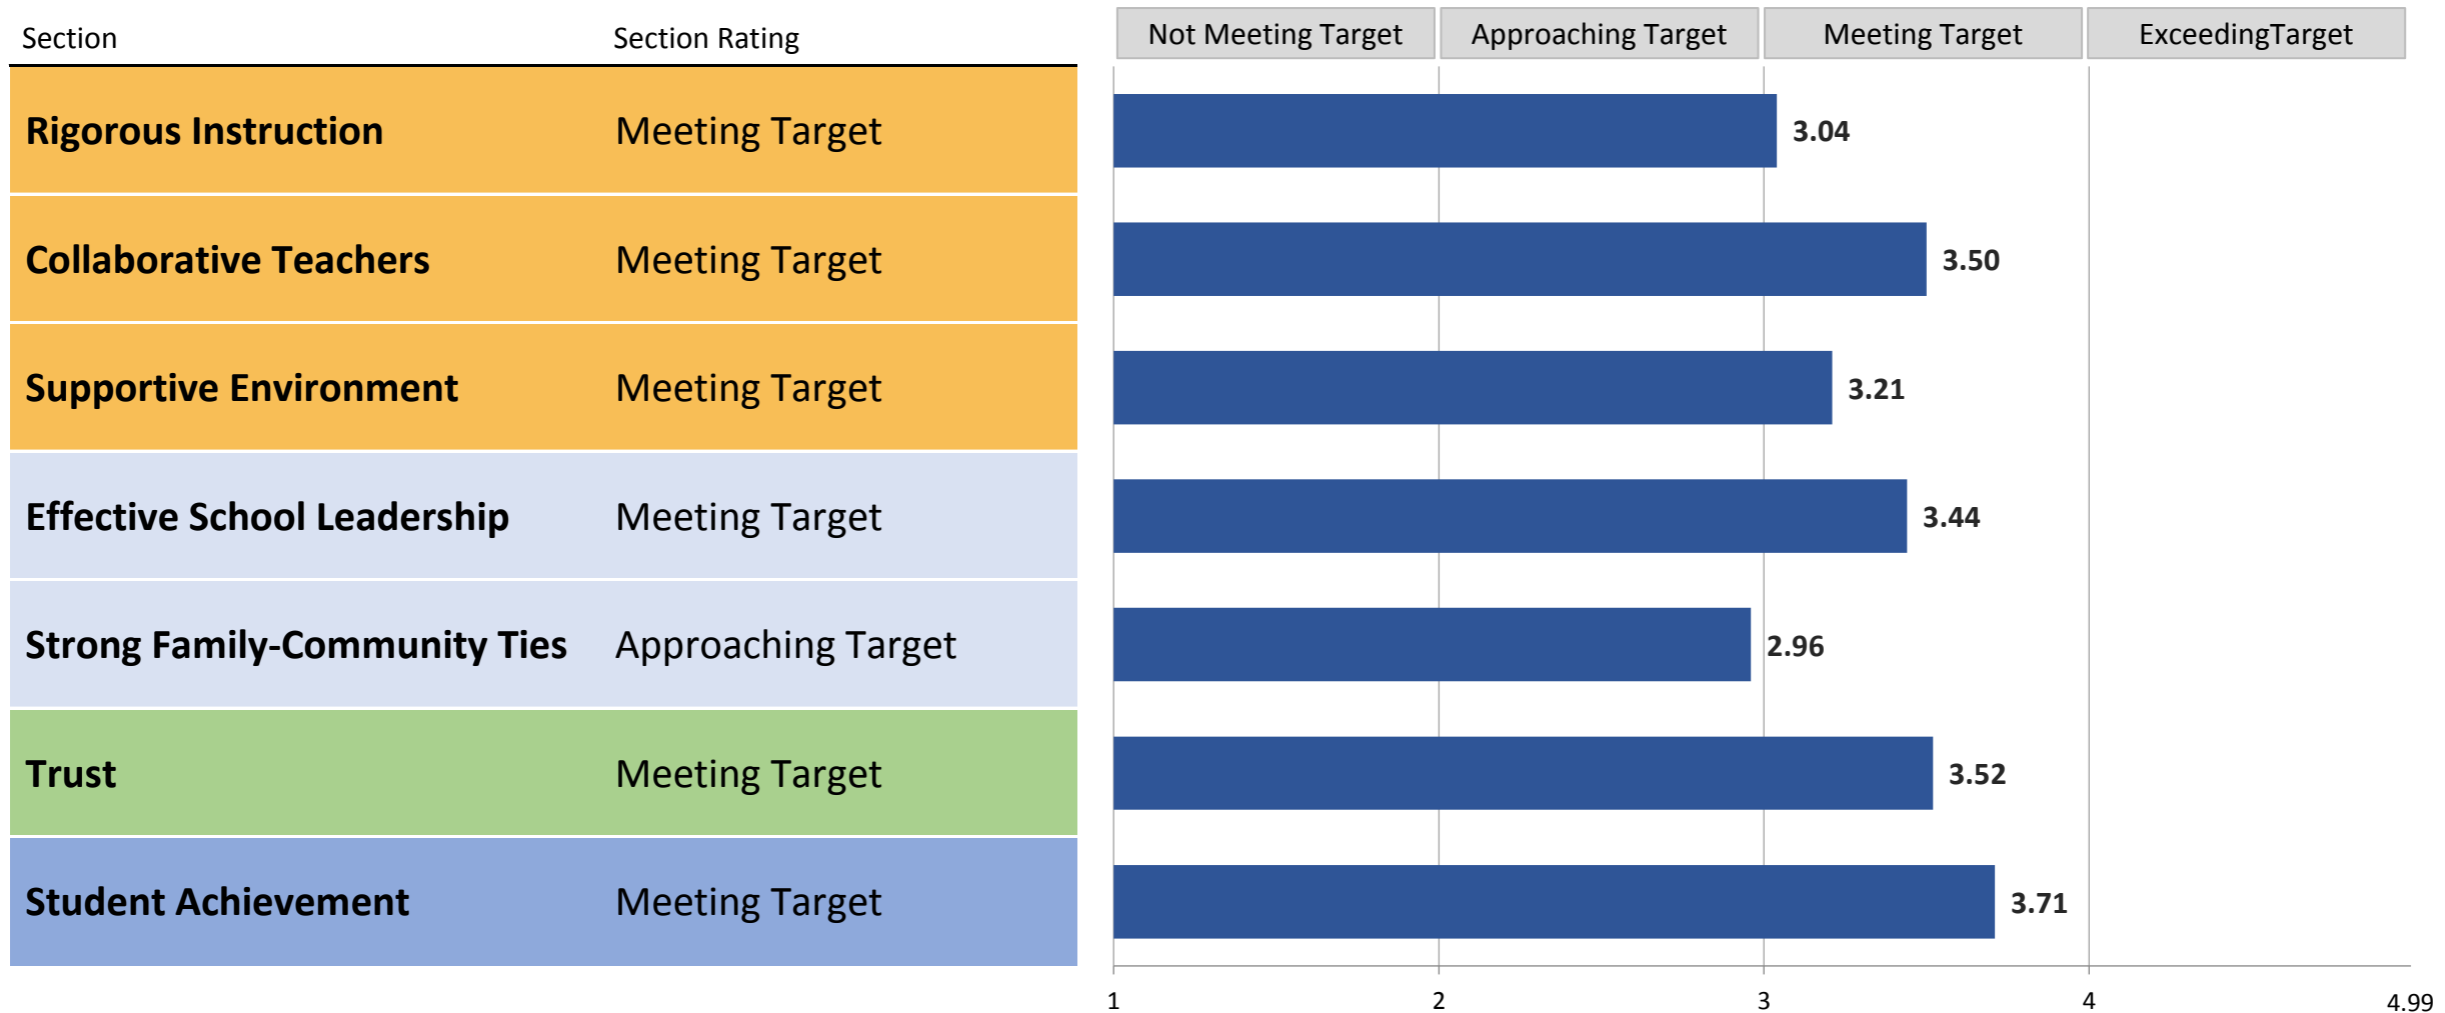 Section Section Rating Not Meeting Target Approaching Target Meeting Target ExceedingTarget
Rigorous Instruction Meeting Target 3.04
Collaborative Teachers Meeting Target 3.50
Supportive Environment Meeting Target 3.21
Effective School Leadership Meeting Target 3.44
Strong Family-Community Ties Approaching Target 2.96
Trust Meeting Target 3.52
Student Achievement Meeting Target 3.71
1 2 3 4 4.99